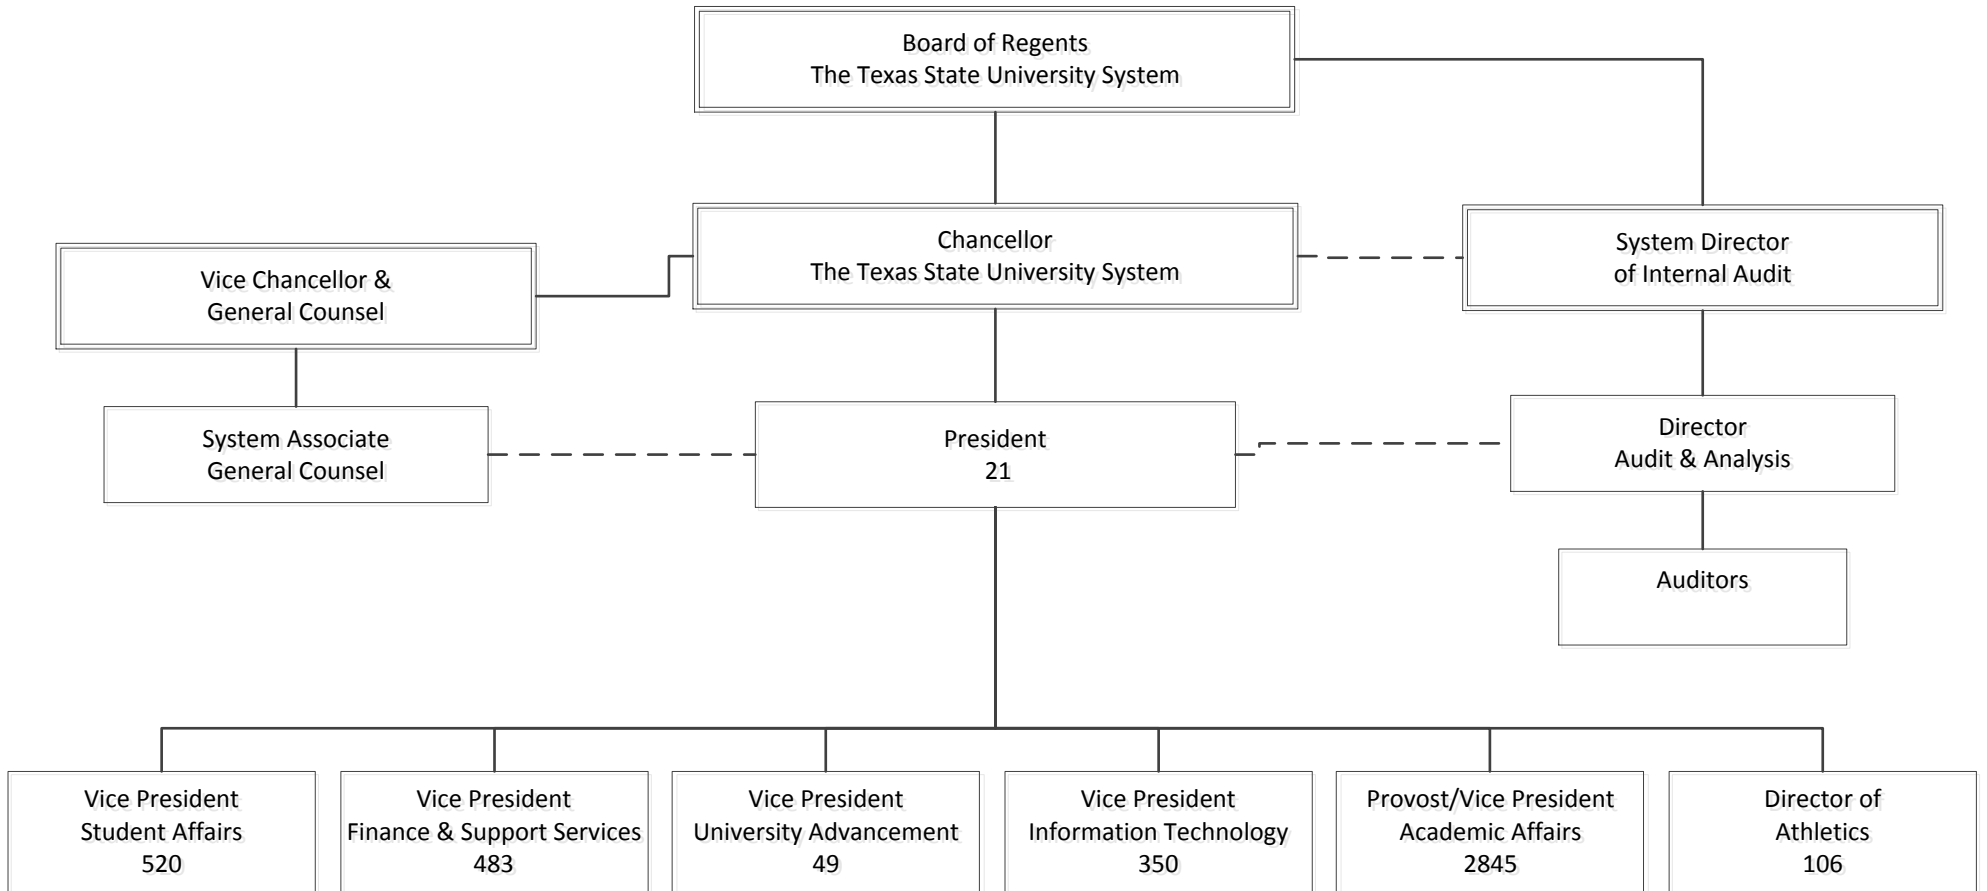 Board of Regents
The Texas State University System
Chancellor
The Texas State University System
System Director
of Internal Audit
Vice Chancellor &
General Counsel
System Associate
General Counsel
President
21
Director
Audit & Analysis
Auditors
Vice President
Student Affairs
520
Vice President
Finance & Support Services
483
Vice President
University Advancement
49
Vice President
Information Technology
350
Provost/Vice President
Academic Affairs
2845
Director of
Athletics
106